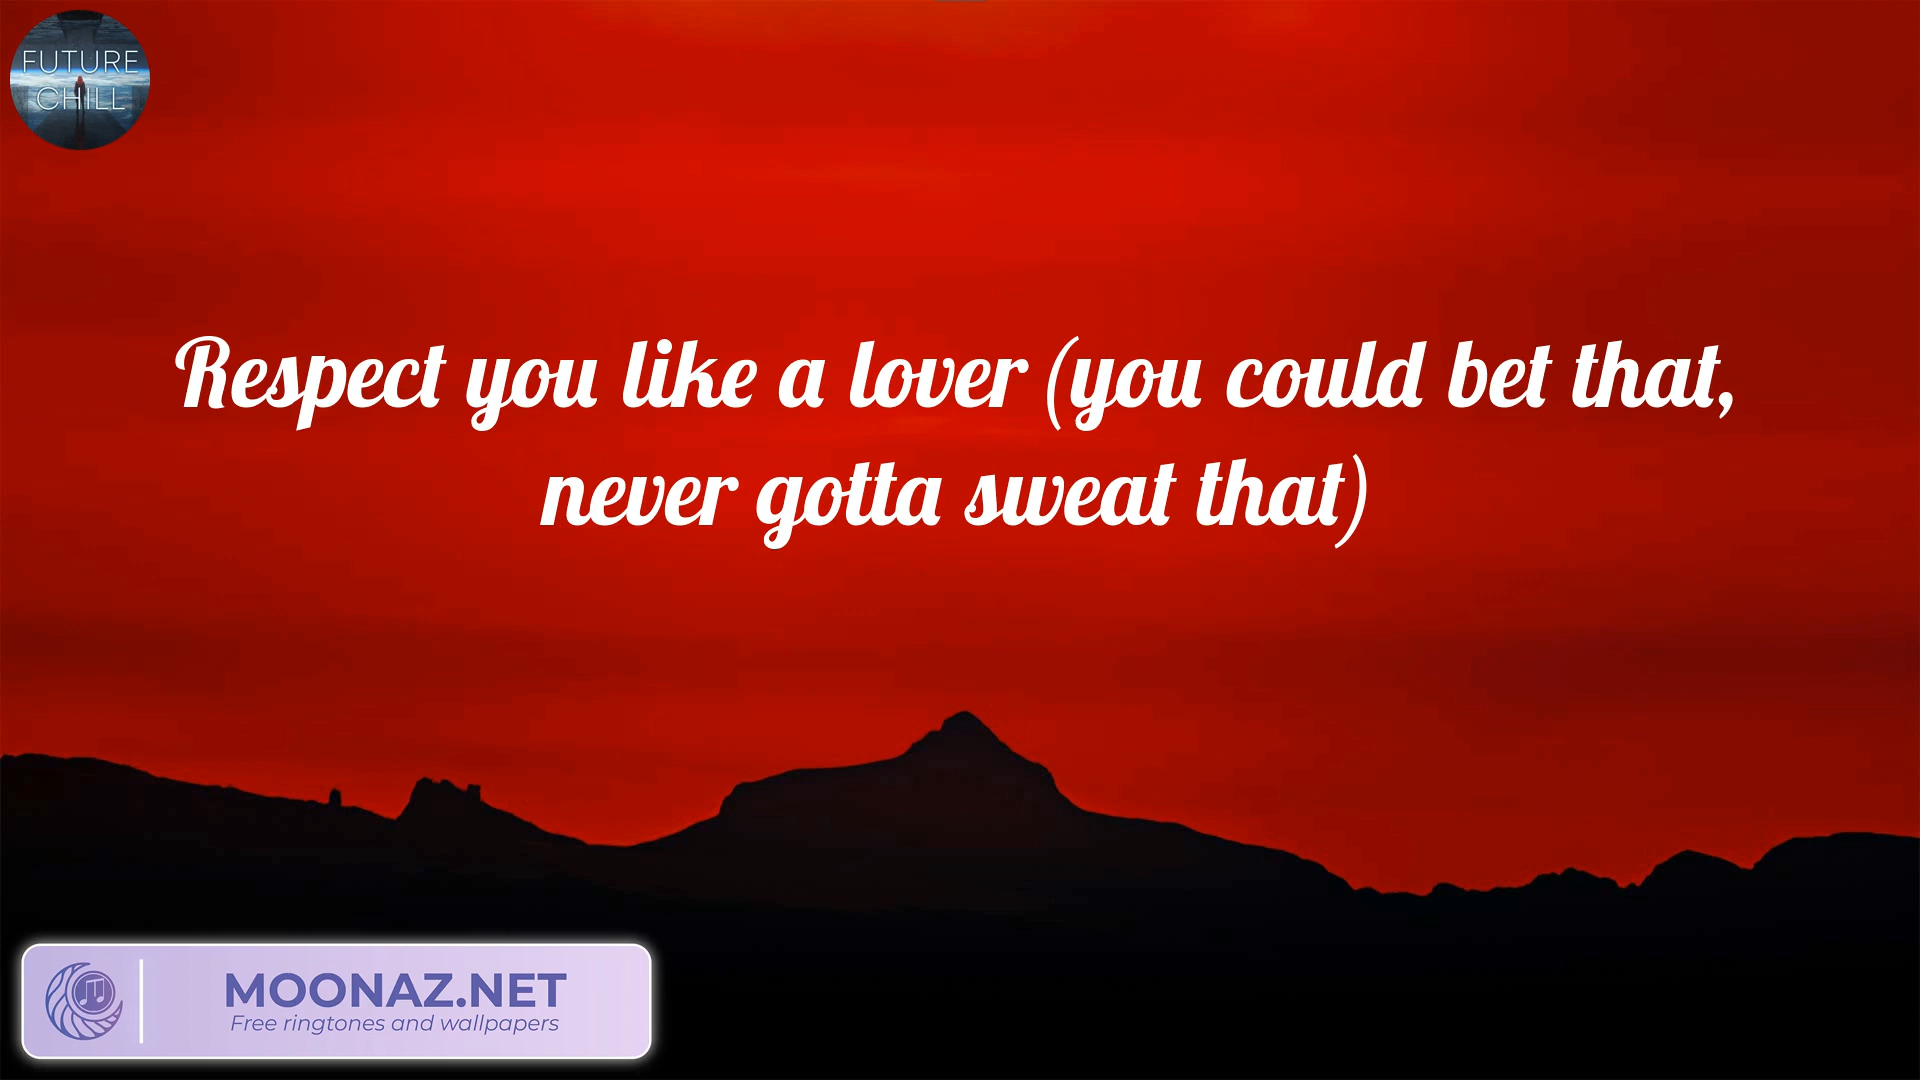 FUTURE
CHILL
Respect you like a lover (you could bet that,
never gotta sweat that)
MOONAZ.NET
Free ringtones and wallpapers